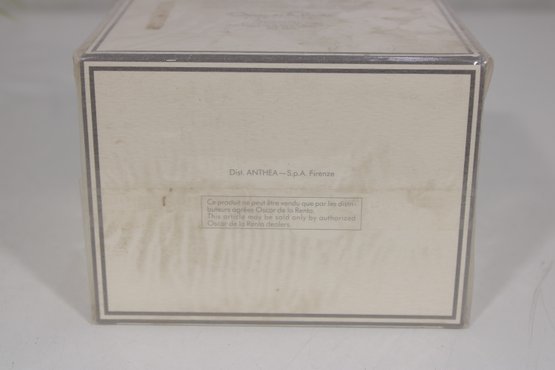 Dist. ANTHEA — S.p.A. Firenze
Ce produit ne peut être vendu que par les distri-
buteurs agréés Oscar de la Renta.
This article may be sold only by authorized
Oscar de la Renta dealers.